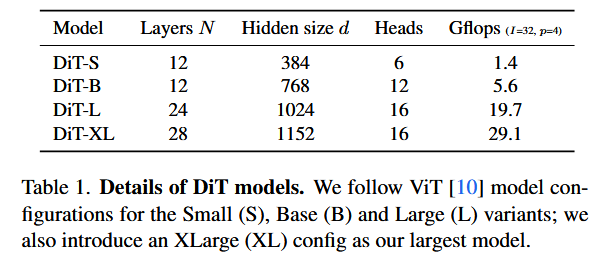 Model Layers N Hidden size d Heads Gflops (I=32, p=4)
DiT-S 12 384 6 1.4
DiT-B 12 768 12 5.6
DiT-L 24 1024 16 19.7
DiT-XL 28 1152 16 29.1
Table 1. Details of DiT models. We follow ViT [10] model con-
figurations for the Small (S), Base (B) and Large (L) variants; we
also introduce an XLarge (XL) config as our largest model.